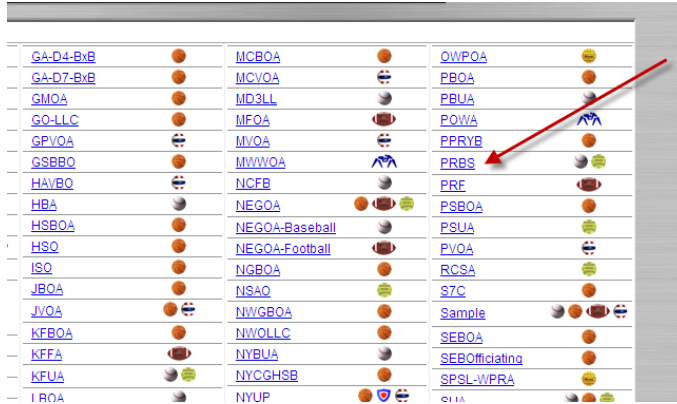 GA-D4-BxB MCBOA OWPOA
GA-D7-BxB MCVOA PBOA
GMOA MD3LL PBUA
GO-LLC MFOA POWA
GPVOA MVOA PPRYB
GSBBO MWWOA PRBS
HAVBO NCFB PRF
HBA NEGOA PSBOA
HSBOA NEGOA-Baseball PSUA
HSO NEGOA-Football PVOA
ISO NGBOA RCSA
JBOA NSAO S7C
JVOA NWGBOA Sample
KFBOA NWOLLC SEBOA
KFFA NYBUA SEBOfficiating
KFUA NYCGHSB SPSL-WPRA
LBOA NYUP SUA